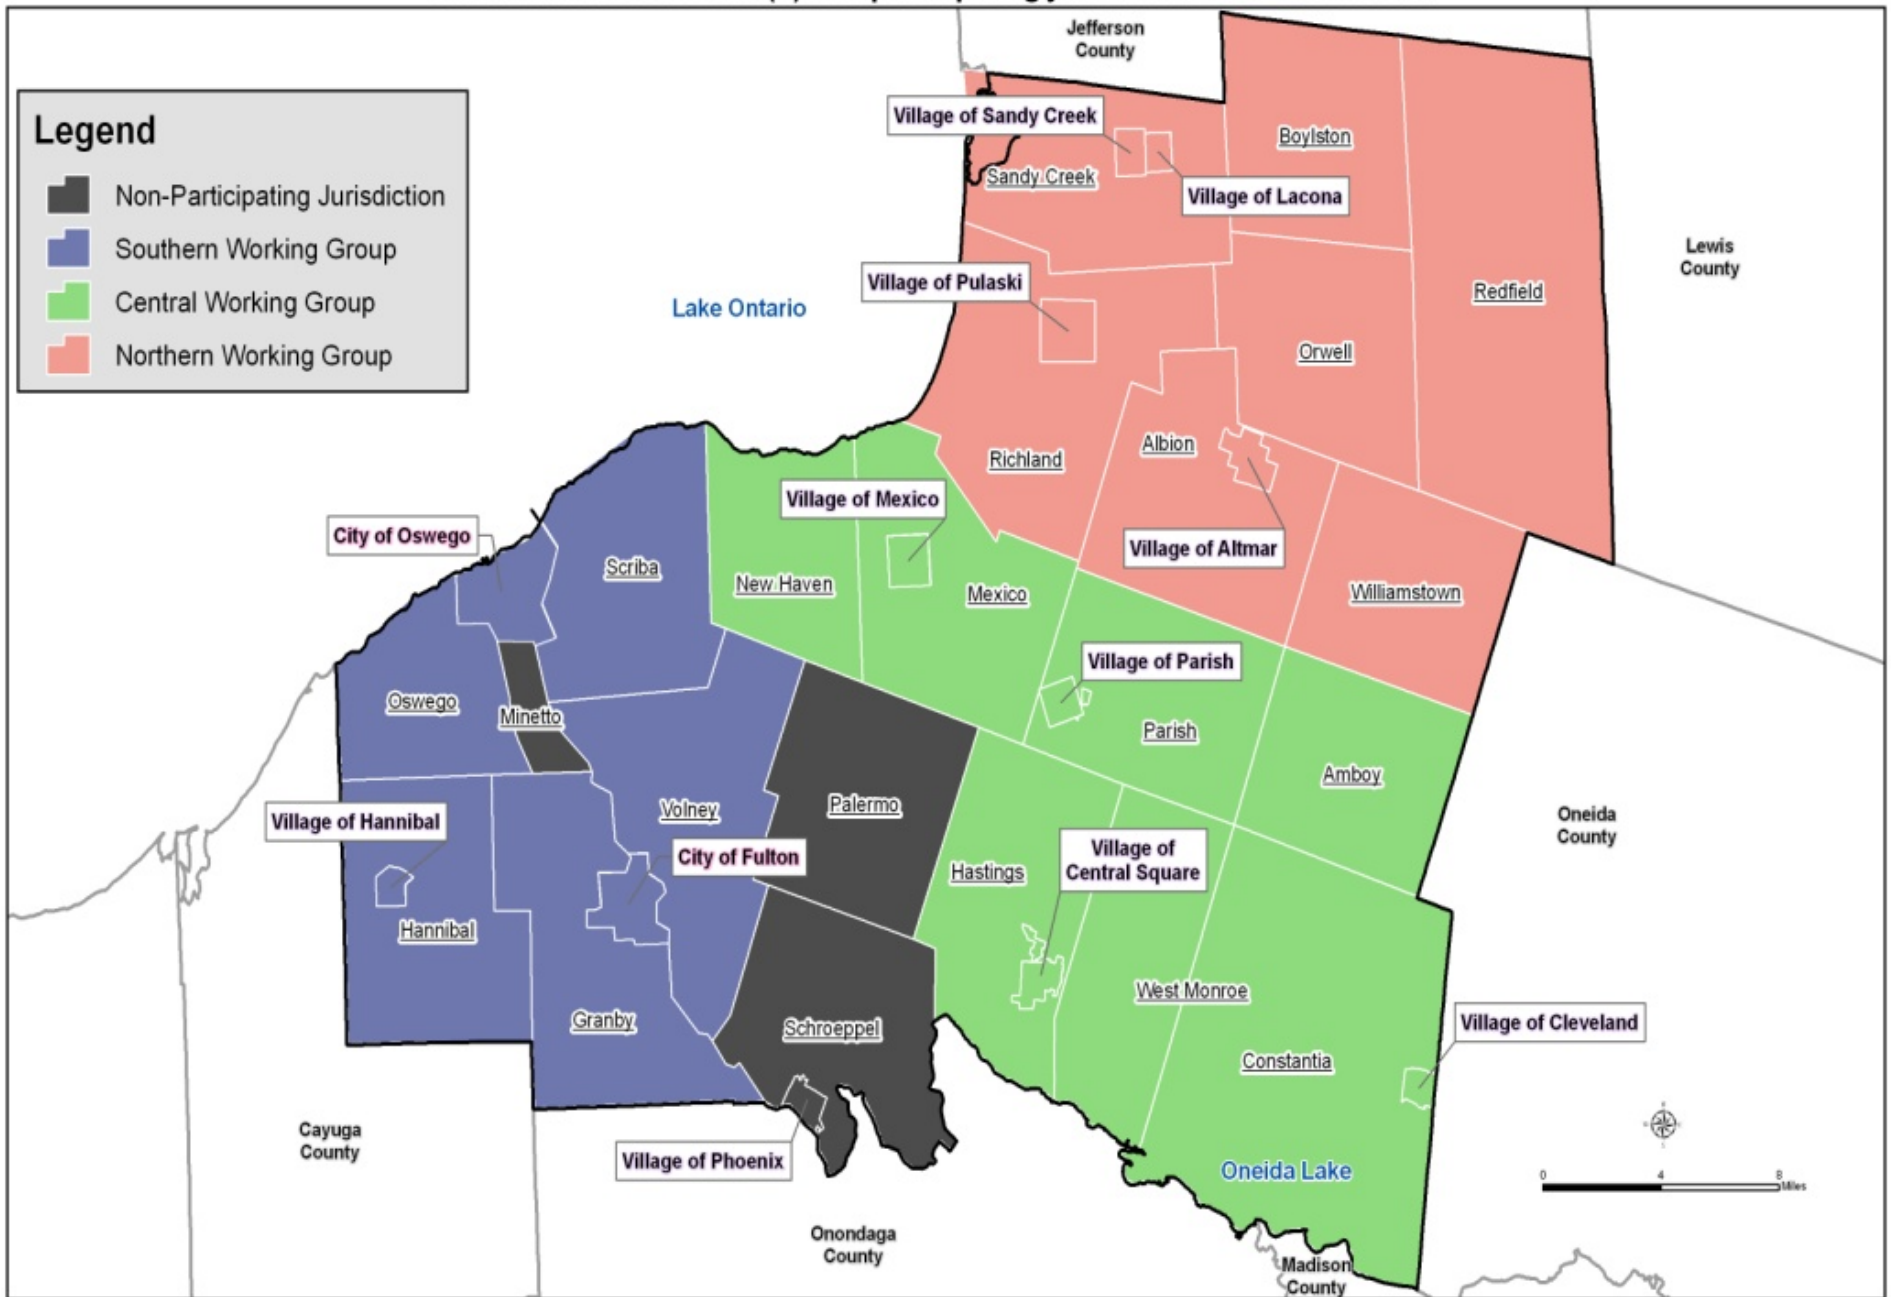 Jefferson
County
Legend
Non-Participating Jurisdiction
Southern Working Group
Central Working Group
Northern Working Group
Village of Sandy Creek
Boylston
Sandy Creek
Village of Lacona
Lewis
County
Village of Pulaski
Redfield
Lake Ontario
Orwell
Richland
Albion
Village of Mexico
City of Oswego
Village of Altmar
Scriba
New Haven
Mexico
Williamstown
Village of Parish
Oswego
Minetto
Parish
Amboy
Village of Hannibal
Volney
Palermo
Oneida
County
City of Fulton
Hastings
Village of
Central Square
Hannibal
West Monroe
Granby
Schroeppel
Village of Cleveland
Constantia
Cayuga
County
Village of Phoenix
Oneida Lake
0 4 8
Miles
Onondaga
County
Madison
County